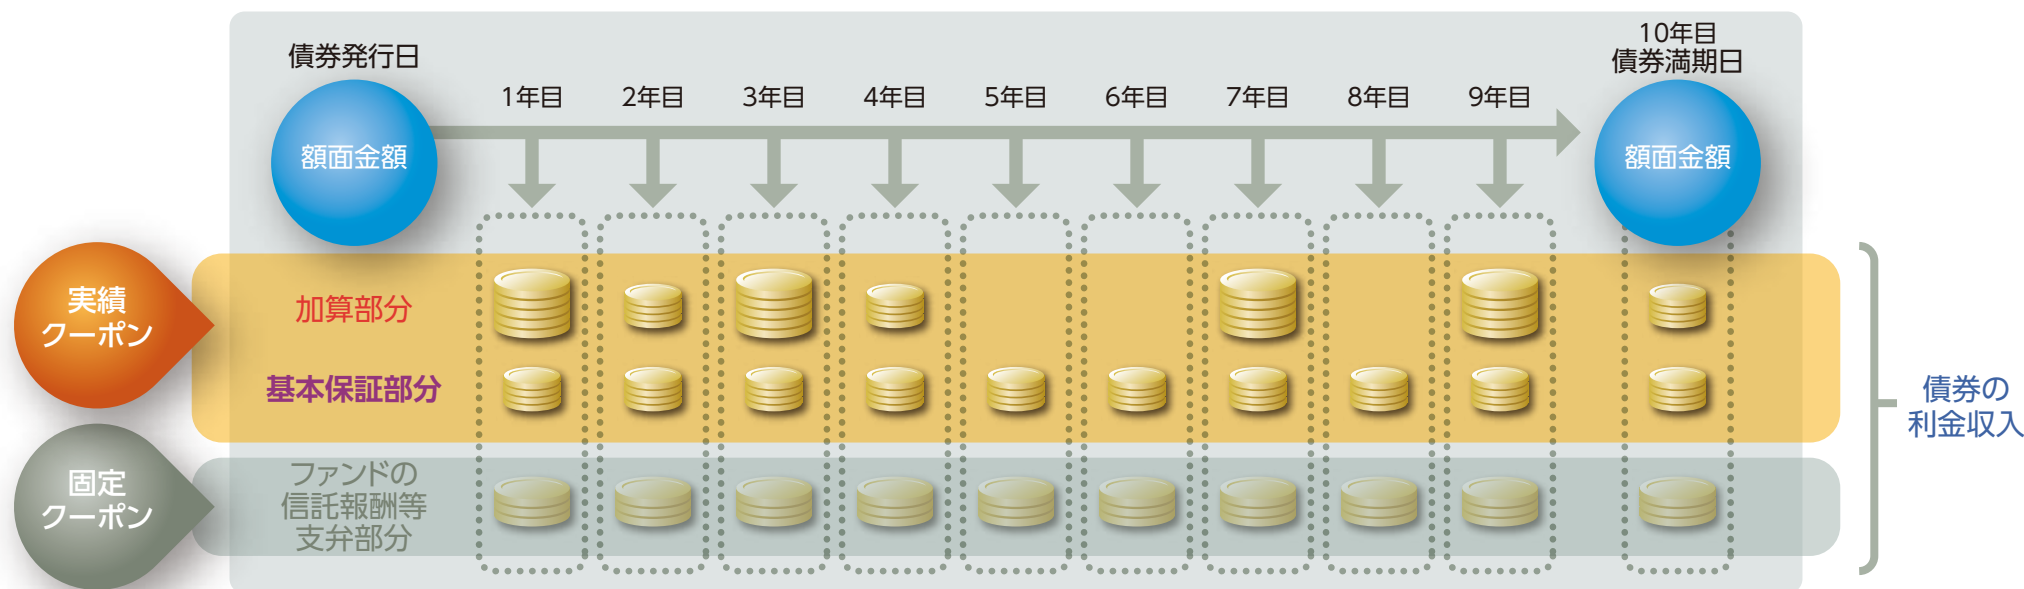 債券発行日
額面金額
1年目
2年目
3年目
4年目
5年目
6年目
7年目
8年目
9年目
10年目
債券満期日
額面金額
実績
クーポン
加算部分
基本保証部分
固定
クーポン
ファンドの
信託報酬等
支弁部分
債券の
利金収入